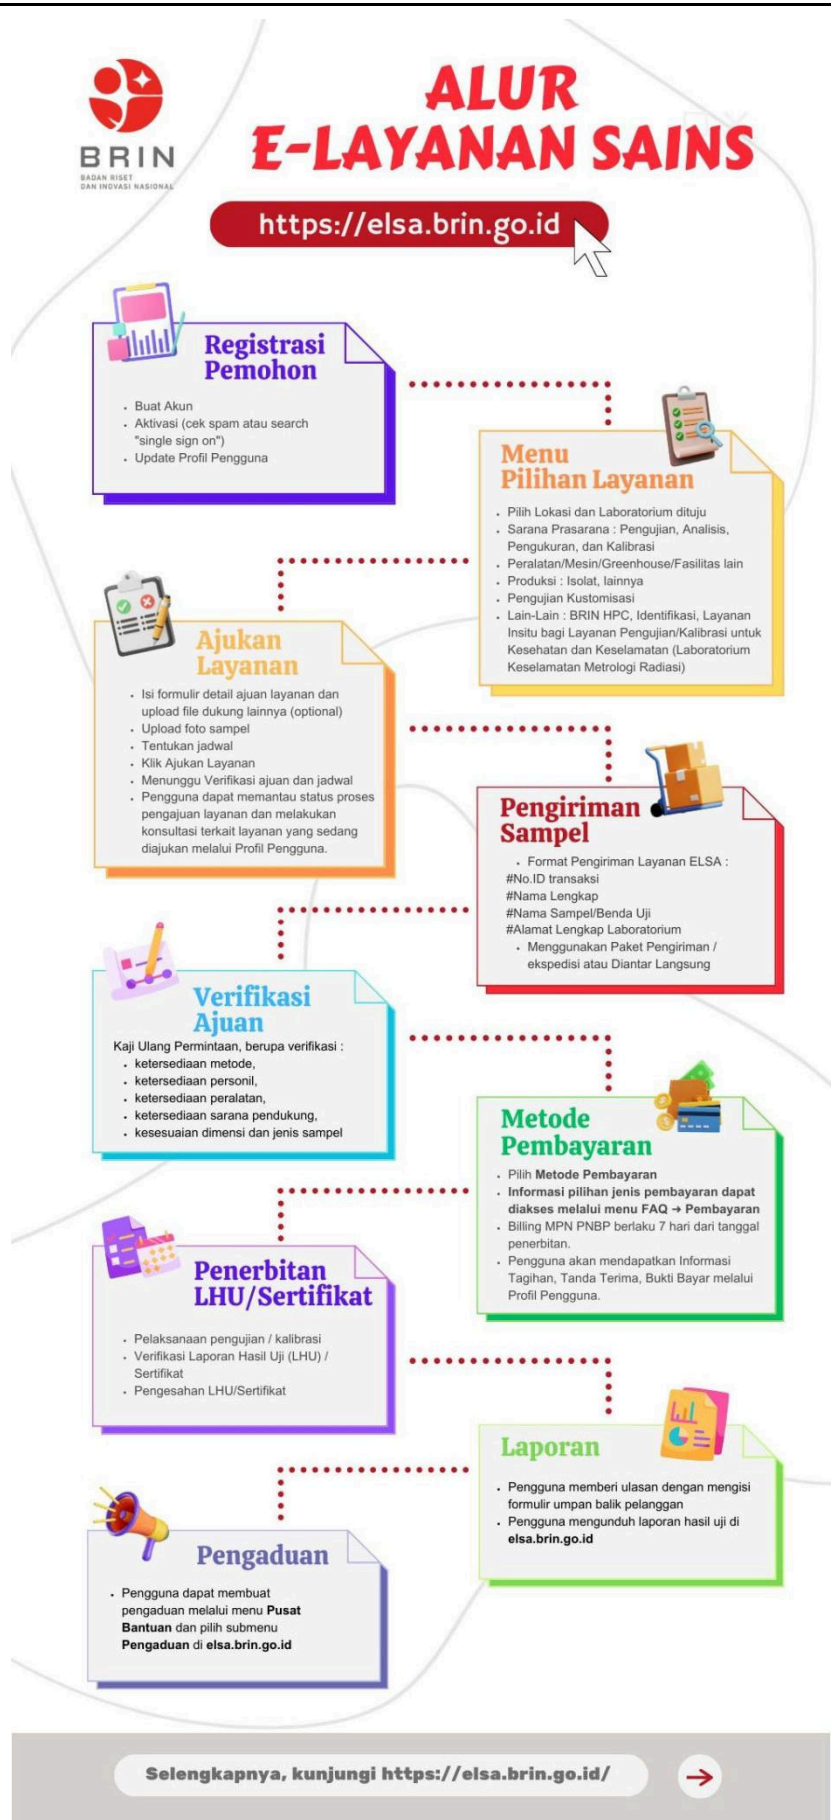 BRIN
BADAN RISET
DAN INOVASI NASIONAL
ALUR
E-LAYANAN SAINS
https://elsa.brin.go.id
Registrasi
Pemohon
• Buat Akun
• Aktivasi (cek spam atau search
"single sign on")
• Update Profil Pengguna
Menu
Pilihan Layanan
• Pilih Lokasi dan Laboratorium dituju
• Sarana Prasarana : Pengujian, Analisis,
Pengukuran, dan Kalibrasi
• Peralatan/Mesin/Greenhouse/Fasilitas lain
• Produksi : Isolat, lainnya
• Pengujian Kustomisasi
• Lain-Lain : BRIN HPC, Identifikasi, Layanan
Insitu bagi Layanan Pengujian/Kalibrasi untuk
Kesehatan dan Keselamatan (Laboratorium
Keselamatan Metrologi Radiasi)
Ajukan
Layanan
• Isi formulir detail ajuan layanan dan
upload file dukung lainnya (optional)
• Upload foto sampel
• Tentukan jadwal
• Klik Ajukan Layanan
• Menunggu Verifikasi ajuan dan jadwal
• Pengguna dapat memantau status proses
pengajuan layanan dan melakukan
konsultasi terkait layanan yang sedang
diajukan melalui Profil Pengguna.
Pengiriman
Sampel
• Format Pengiriman Layanan ELSA :
#No.ID transaksi
#Nama Lengkap
#Nama Sampel/Benda Uji
#Alamat Lengkap Laboratorium
• Menggunakan Paket Pengiriman /
ekspedisi atau Diantar Langsung
Verifikasi
Ajuan
Kaji Ulang Permintaan, berupa verifikasi :
• ketersediaan metode,
• ketersediaan personil,
• ketersediaan peralatan,
• ketersediaan sarana pendukung,
• kesesuaian dimensi dan jenis sampel
Metode
Pembayaran
• Pilih Metode Pembayaran
• Informasi pilihan jenis pembayaran dapat
diakses melalui menu FAQ → Pembayaran
• Billing MPN PNBP berlaku 7 hari dari tanggal
penerbitan.
• Pengguna akan mendapatkan Informasi
Tagihan, Tanda Terima, Bukti Bayar melalui
Profil Pengguna.
Penerbitan
LHU/Sertifikat
• Pelaksanaan pengujian / kalibrasi
• Verifikasi Laporan Hasil Uji (LHU) /
Sertifikat
• Pengesahan LHU/Sertifikat
Laporan
• Pengguna memberi ulasan dengan mengisi
formulir umpan balik pelanggan
• Pengguna mengunduh laporan hasil uji di
elsa.brin.go.id
Pengaduan
• Pengguna dapat membuat
pengaduan melalui menu Pusat
Bantuan dan pilih submenu
Pengaduan di elsa.brin.go.id
Selengkapnya, kunjungi https://elsa.brin.go.id/